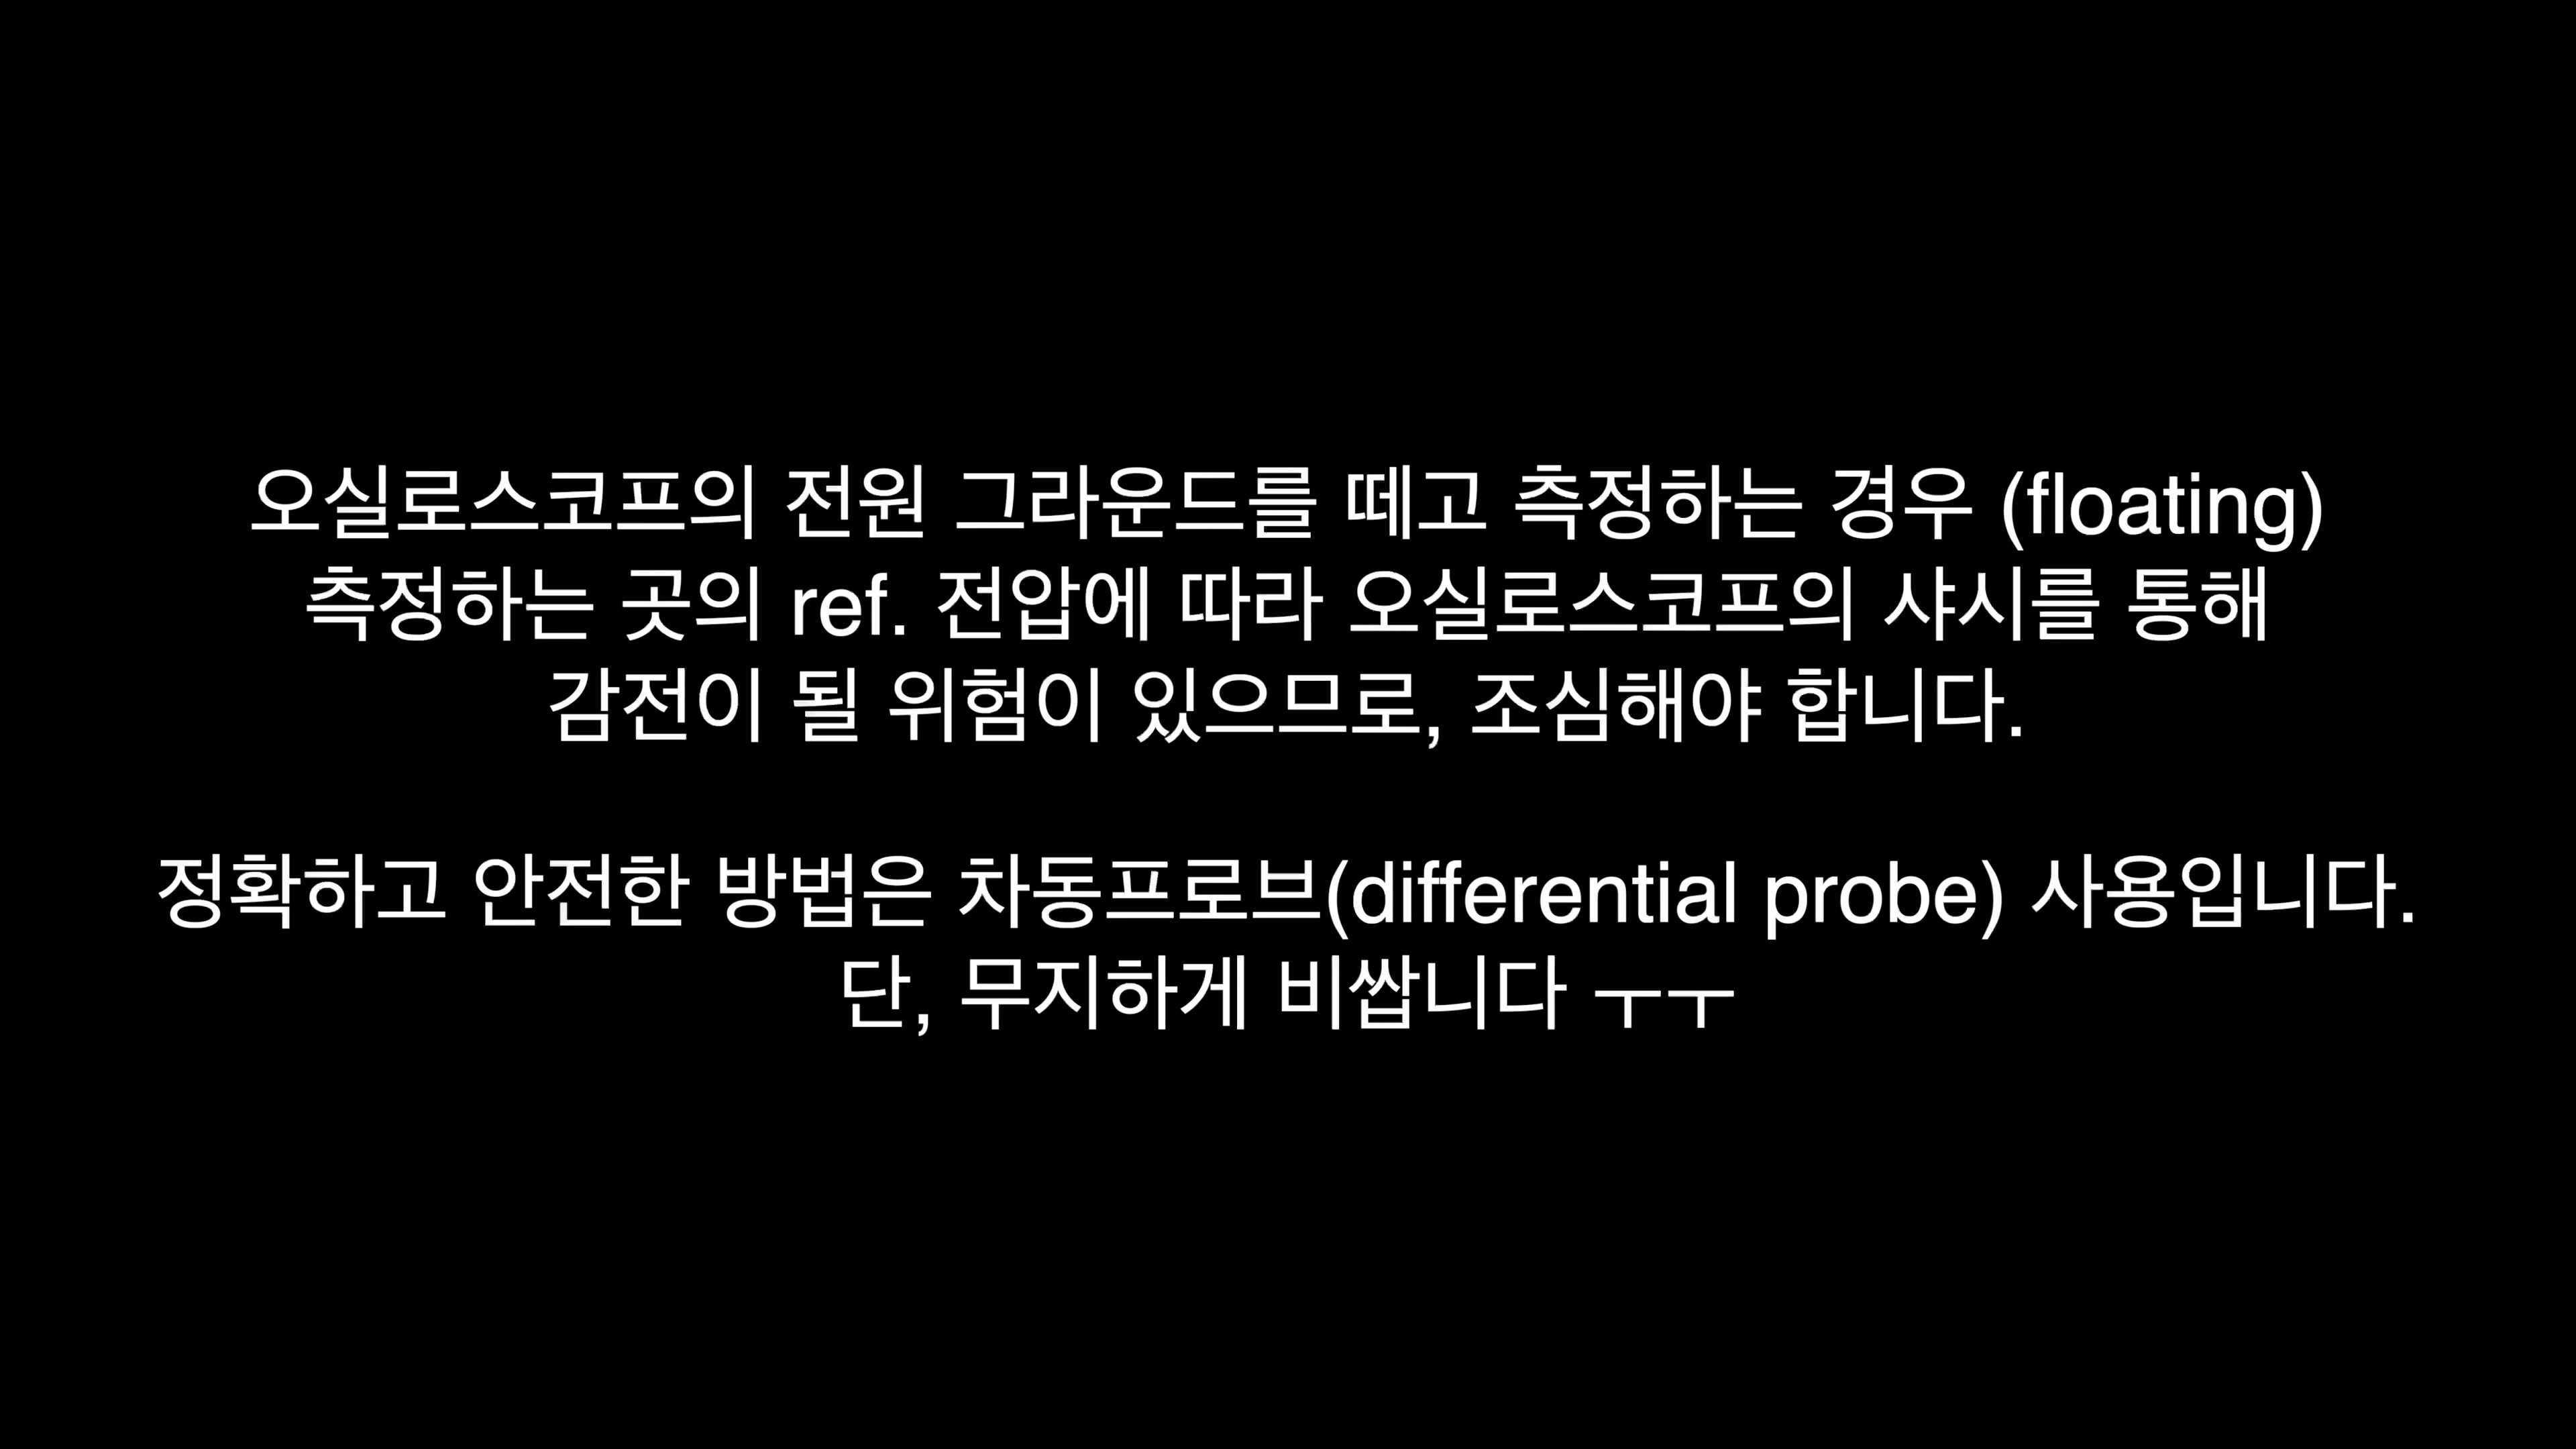 오실로스코프의 전원 그라운드를 떼고 측정하는 경우 (floating)
측정하는 곳의 ref. 전압에 따라 오실로스코프의 샤시를 통해
감전이 될 위험이 있으므로, 조심해야 합니다.
정확하고 안전한 방법은 차동프로브(differential probe) 사용입니다.
단, 무지하게 비쌉니다 ㅜㅜ